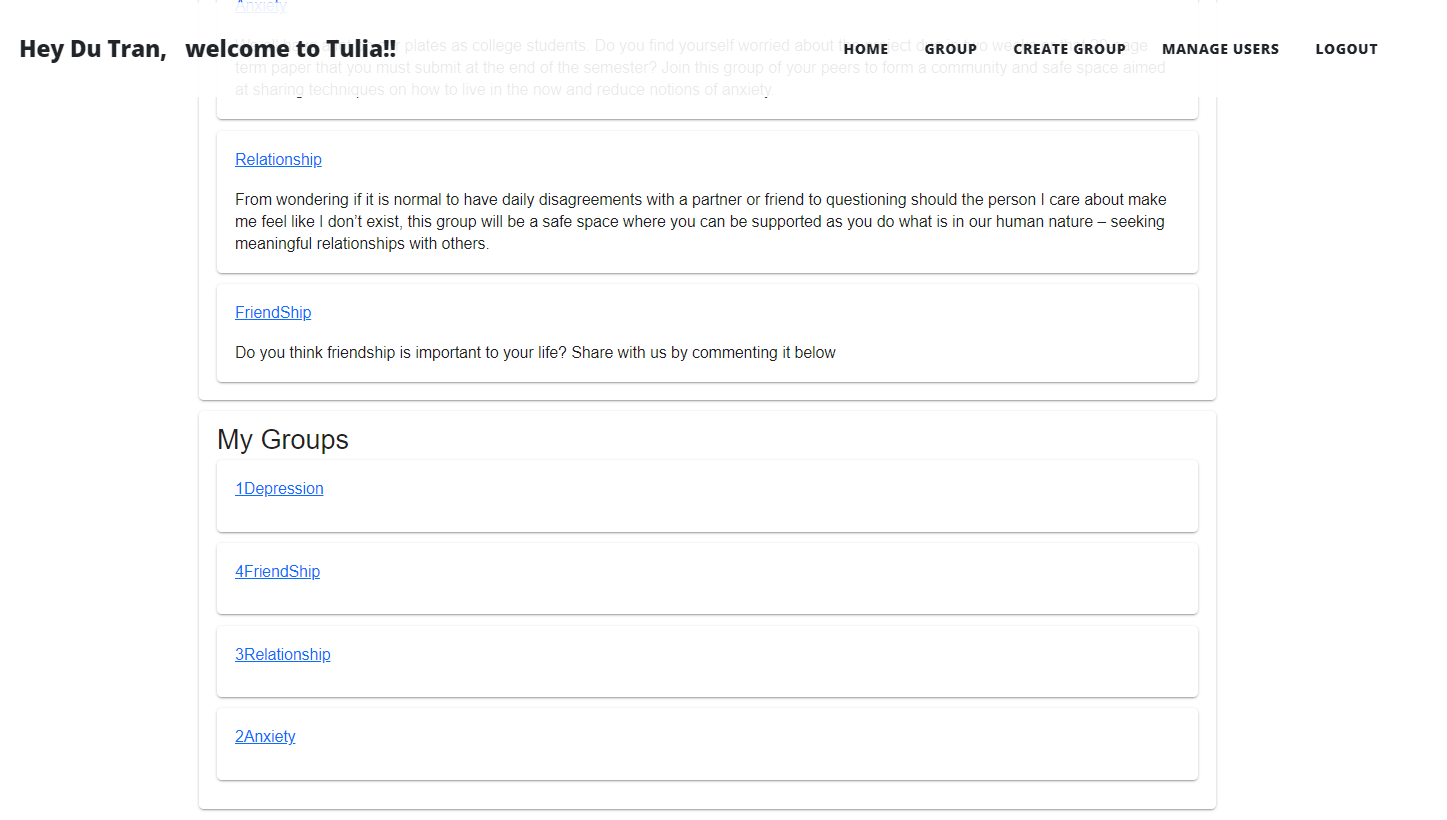 Anxiety
Hey Du Tran, welcome to Tulia!!
HOME GROUP CREATE GROUP MANAGE USERS LOGOUT
plates as college students. Do you find yourself worried about
term paper that you must submit at the end of the semester? Join this group of your peers to form a community and safe space aimed
at sharing techniques on how to live in the now and reduce notions of anxiety.
Relationship
From wondering if it is normal to have daily disagreements with a partner or friend to questioning should the person I care about make
me feel like I don’t exist, this group will be a safe space where you can be supported as you do what is in our human nature – seeking
meaningful relationships with others.
FriendShip
Do you think friendship is important to your life? Share with us by commenting it below
My Groups
1Depression
4FriendShip
3Relationship
2Anxiety